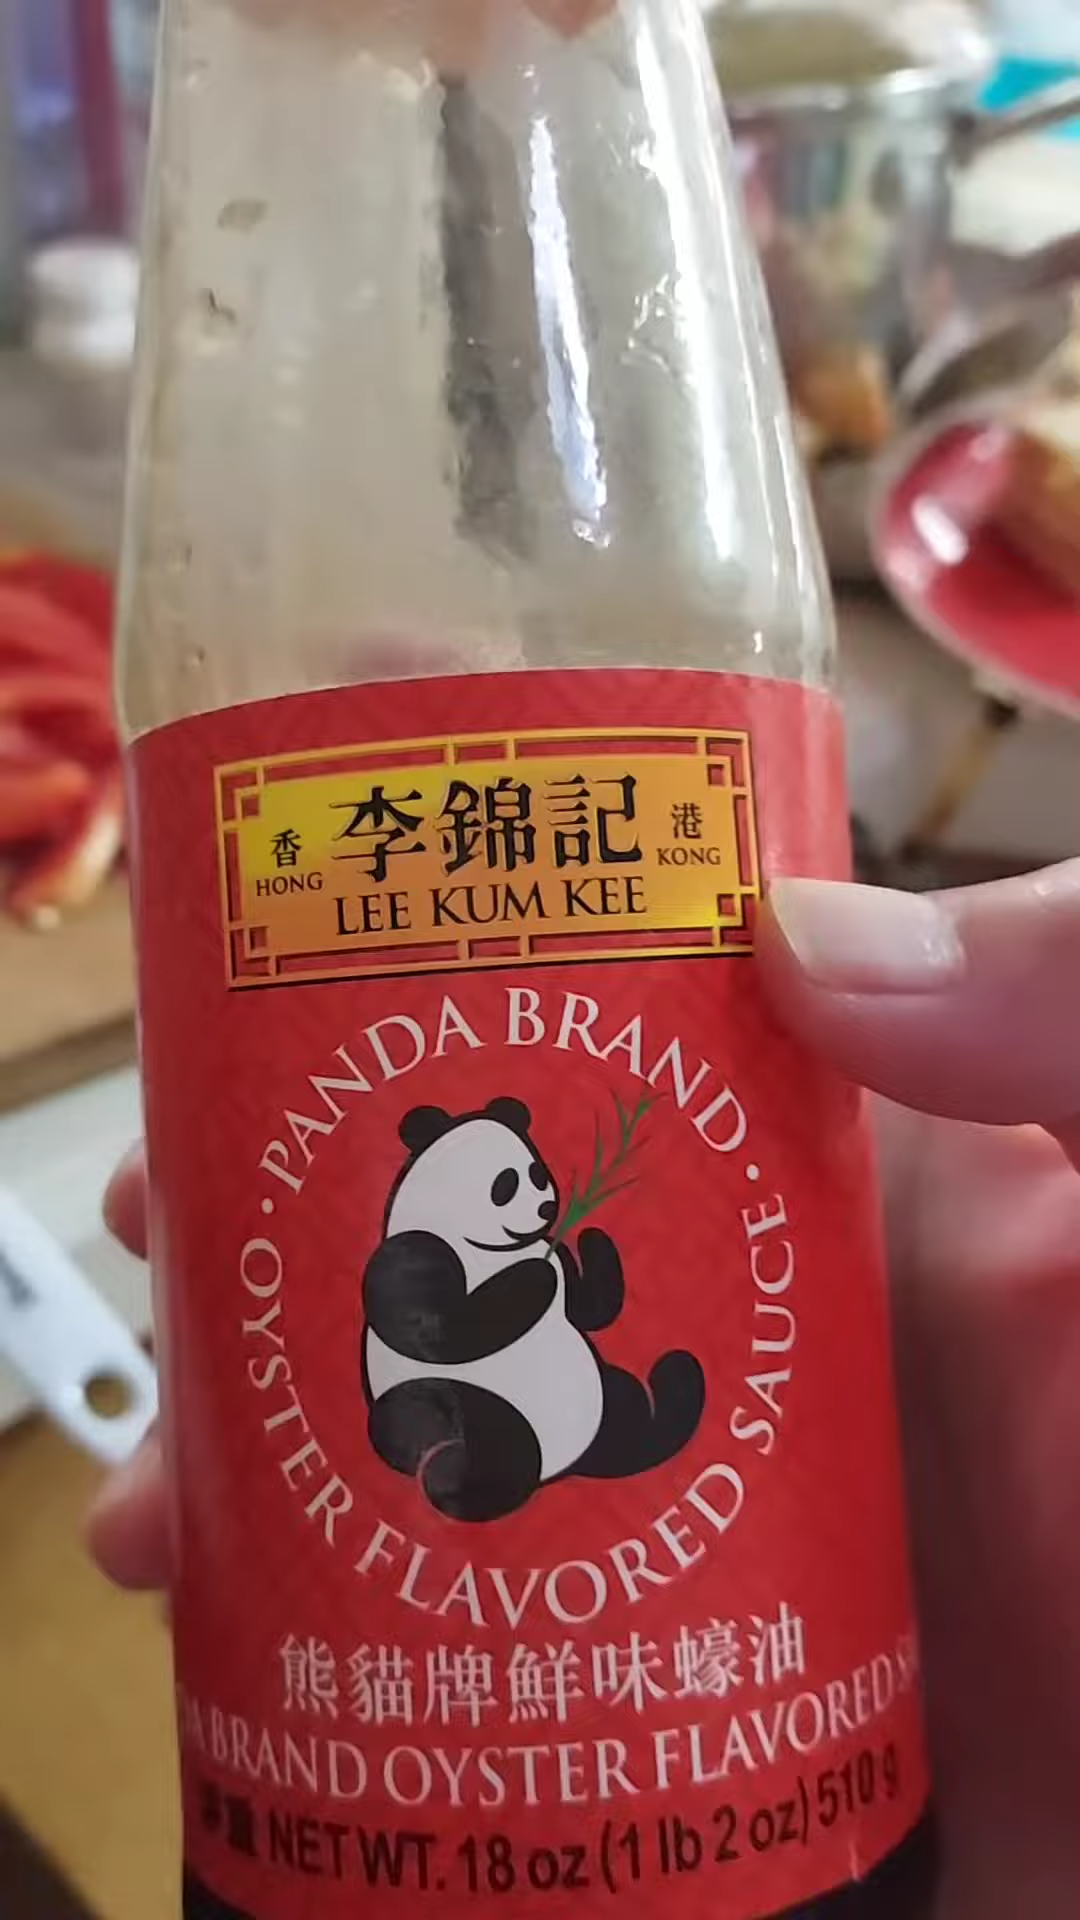 李錦記
香 港
HONG KONG
LEE KUM KEE
· PANDA BRAND ·
OYSTER FLAVORED SAUCE
熊貓牌鮮味蠔油
BRAND OYSTER FLAVORED
NET WT. 18 oz (1 lb 2 oz) 510 g